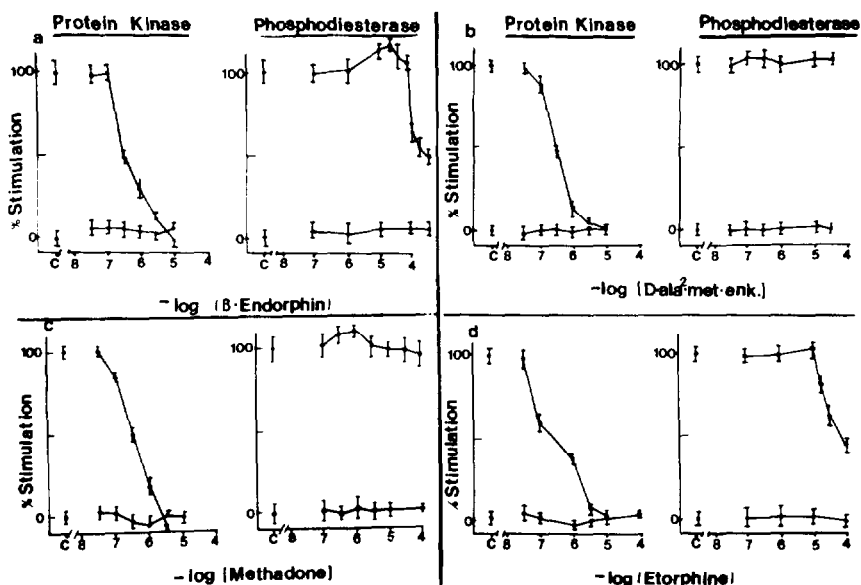 Protein Kinase Phosphodiesterase
a
100
% Stimulation
0
C 8 7 6 5 4
100
0
C 8 7 6 5 4
-log [β-Endorphin]
Protein Kinase Phosphodiesterase
b
100
% Stimulation
0
C 8 7 6 5 4
100
0
C 8 7 6 5 4
-log [D-ala²-met-enk.]
c
100
% Stimulation
0
C 8 7 6 5 4
100
0
C 8 7 6 5 4
-log [Methadone]
d
100
% Stimulation
0
C 8 7 6 5 4
100
0
C 8 7 6 5 4
-log [Etorphine]